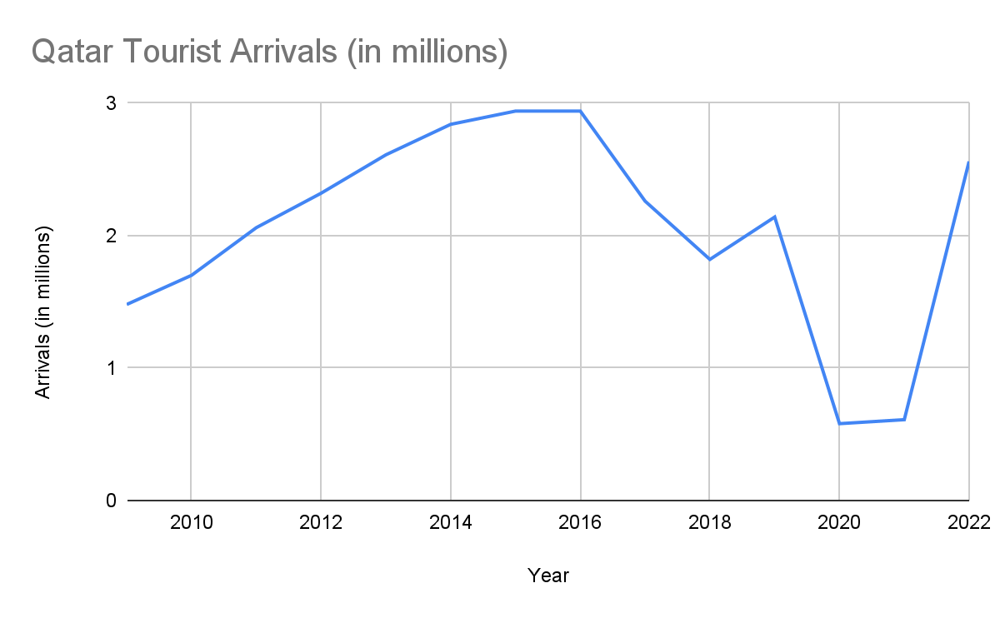 Qatar Tourist Arrivals (in millions)
3
2
1
0
Arrivals (in millions)
2010 2012 2014 2016 2018 2020 2022
Year